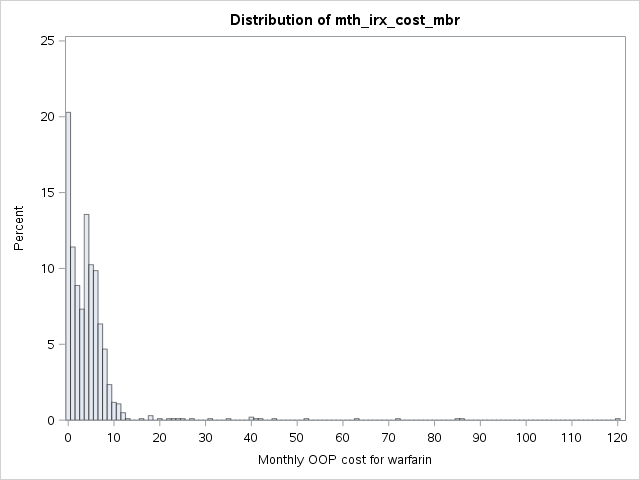 Distribution of mth_irx_cost_mbr
25
20
15
10
5
0
Percent
0 10 20 30 40 50 60 70 80 90 100 110 120
Monthly OOP cost for warfarin